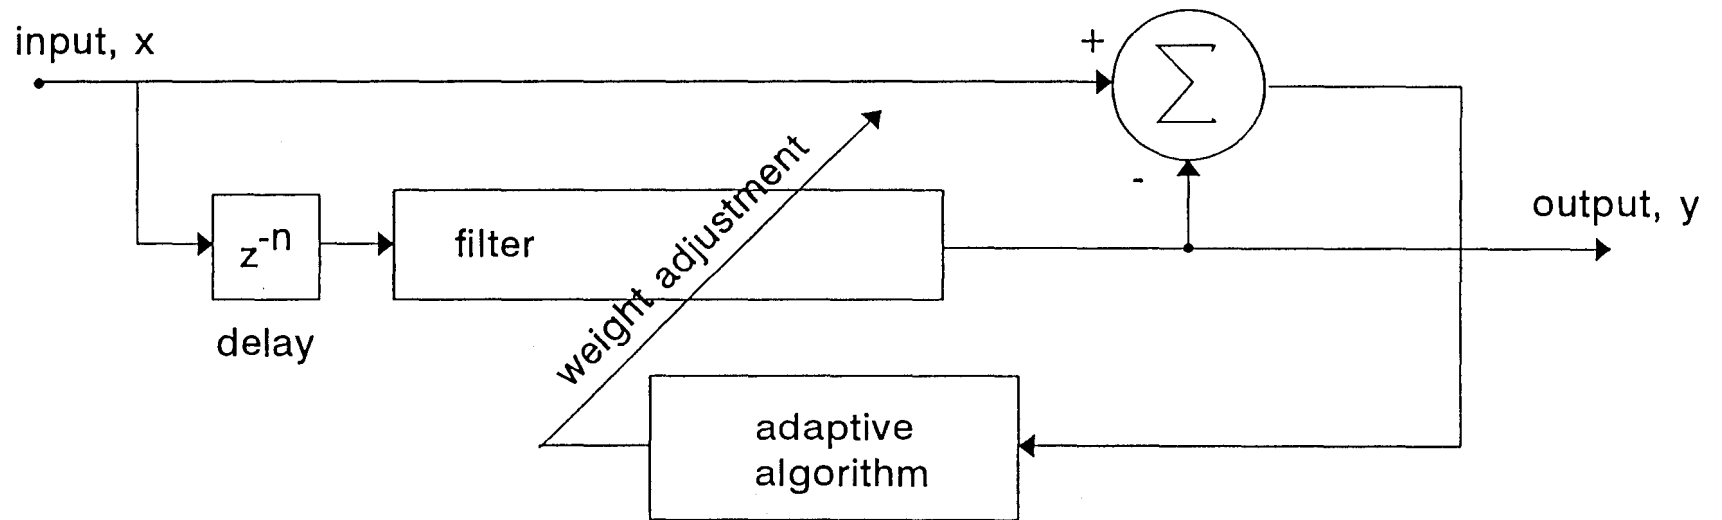 input, x
+
Σ
-
output, y
z-n
filter
weight adjustment
delay
adaptive
algorithm